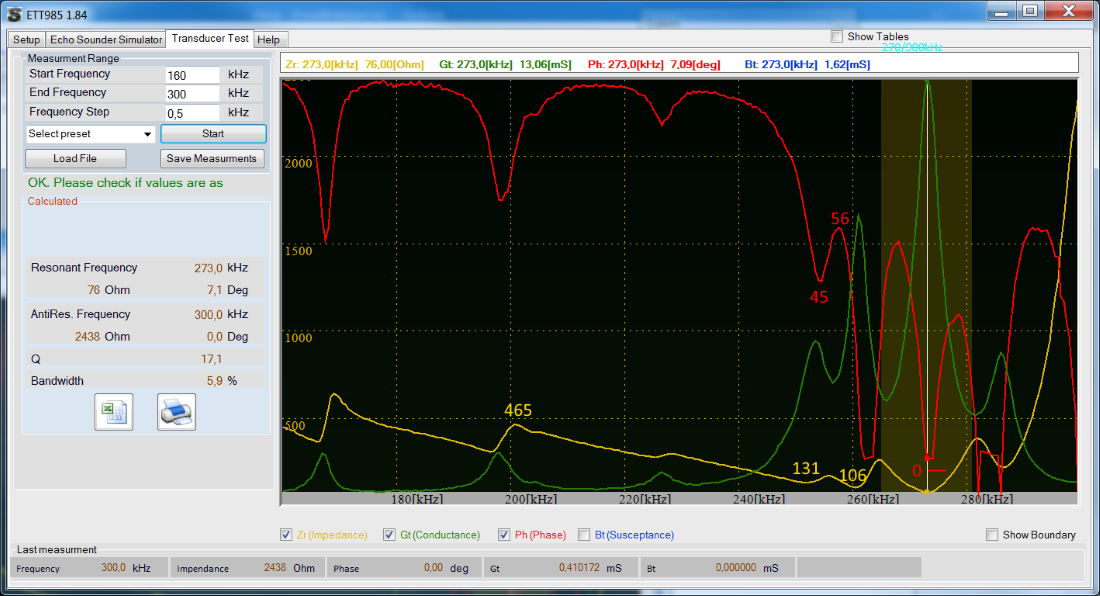 ETT985 1.84
Setup Echo Sounder Simulator Transducer Test Help
Show Tables
270/300kHz
Measurment Range
Start Frequency 160 kHz
End Frequency 300 kHz
Frequency Step 0,5 kHz
Select preset Start
Load File Save Measurments
OK. Please check if values are as
Calculated
Resonant Frequency 273,0 kHz
76 Ohm 7,1 Deg
AntiRes. Frequency 300,0 kHz
2438 Ohm 0,0 Deg
Q 17,1
Bandwidth 5,9 %
Zr: 273,0[kHz] 76,00[Ohm] Gt: 273,0[kHz] 13,06[mS] Ph: 273,0[kHz] 7,09[deg] Bt: 273,0[kHz] 1,62[mS]
2000
56
1500
45
1000
465
500
131 106 0
180[kHz] 200[kHz] 220[kHz] 240[kHz] 260[kHz] 280[kHz]
Zr (Impedance) Gt (Conductance) Ph (Phase) Bt (Susceptance) Show Boundary
Last measurment
Frequency 300,0 kHz Impedance 2438 Ohm Phase 0,00 deg Gt 0,410172 mS Bt 0,000000 mS